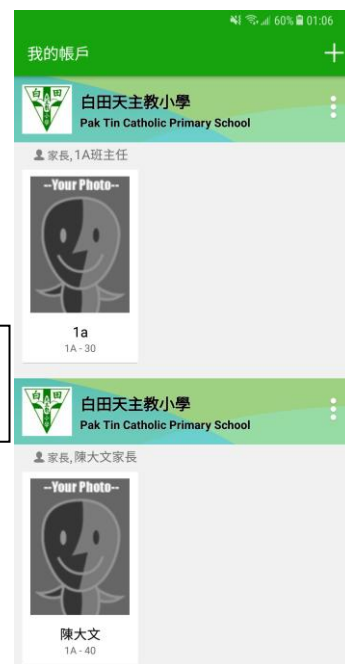 60% 01:06
我的帳戶
白田天主教小學
Pak Tin Catholic Primary School
家長, 1A班主任
--Your Photo--
1a
1A - 30
白田天主教小學
Pak Tin Catholic Primary School
家長, 陳大文家長
--Your Photo--
陳大文
1A - 40